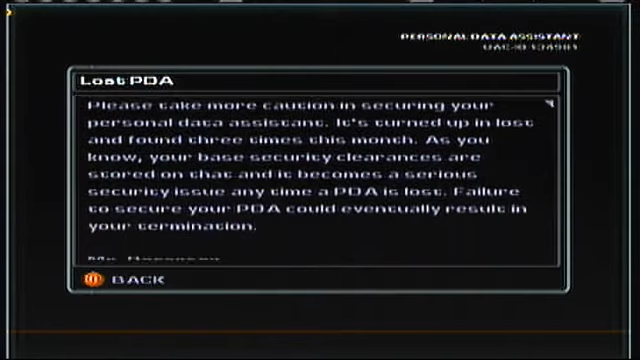 PERSONAL DATA ASSISTANT
Lost PDA
Please take more caution in securing your
personal data assistant. It's turned up in lost
and found three times this month. As you
know, your base security clearances are
stored on that and it becomes a serious
security issue any time a PDA is lost. Failure
to secure your PDA could eventually result in
your termination.
BACK